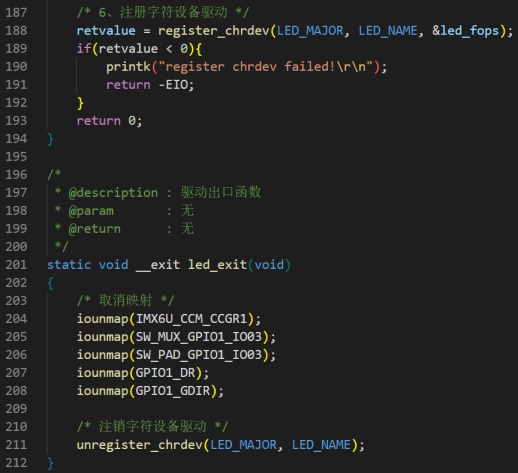 187 /* 6、注册字符设备驱动 */
188 retvalue = register_chrdev(LED_MAJOR, LED_NAME, &led_fops);
189 if(retvalue < 0){
190 printk("register chrdev failed!\r\n");
191 return -EIO;
192 }
193 return 0;
194 }
195
196 /*
197 * @description : 驱动出口函数
198 * @param : 无
199 * @return : 无
200 */
201 static void __exit led_exit(void)
202 {
203 /* 取消映射 */
204 iounmap(IMX6U_CCM_CCGR1);
205 iounmap(SW_MUX_GPIO1_IO03);
206 iounmap(SW_PAD_GPIO1_IO03);
207 iounmap(GPIO1_DR);
208 iounmap(GPIO1_GDIR);
209
210 /* 注销字符设备驱动 */
211 unregister_chrdev(LED_MAJOR, LED_NAME);
212 }